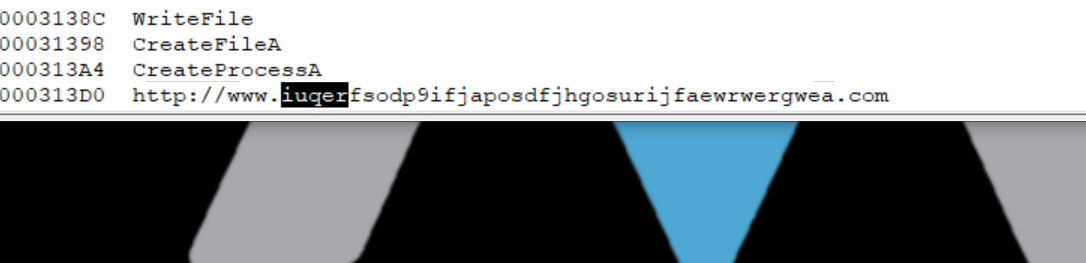 0003138C WriteFile
00031398 CreateFileA
000313A4 CreateProcessA
000313D0 http://www.iuqerfsodp9ifjaposdfjhgosurijfaewrwergwea.com